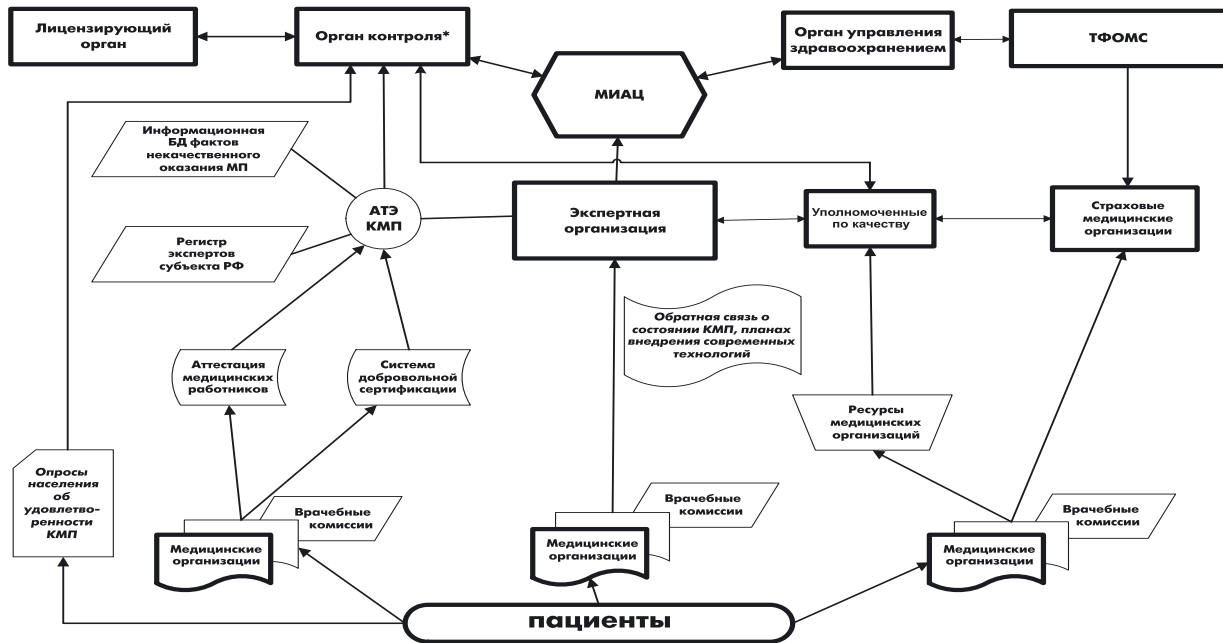 Лицензирующий
орган
Орган контроля*
Орган управления
здравоохранением
ТФОМС
МИАЦ
Информационная
БД фактов
некачественного
оказания МП
АТЭ
КМП
Экспертная
организация
Уполномоченные
по качеству
Страховые
медицинские
организации
Регистр
экспертов
субъекта РФ
Обратная связь о
состоянии КМП, планах
внедрения современных
технологий
Аттестация
медицинских
работников
Система
добровольной
сертификации
Ресурсы
медицинских
организаций
Опросы
населения
об
удовлетво-
ренности
КМП
Врачебные
комиссии
Медицинские
организации
Врачебные
комиссии
Медицинские
организации
Врачебные
комиссии
Медицинские
организации
пациенты